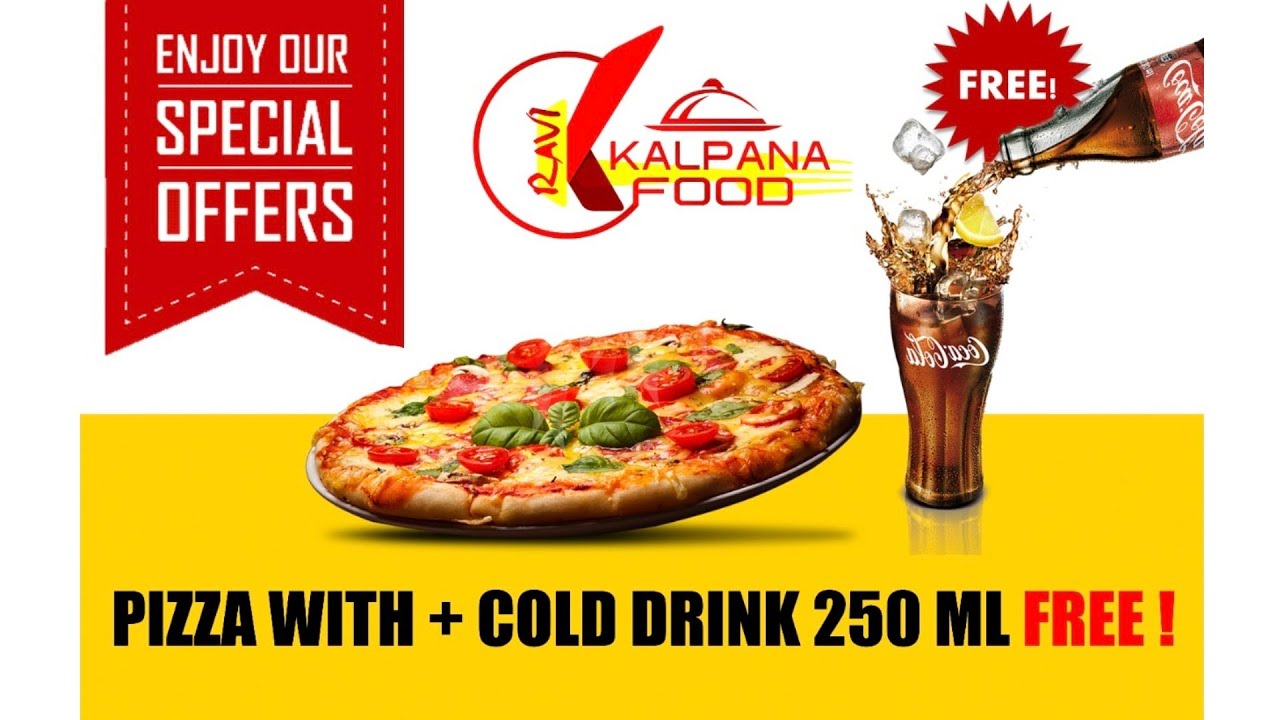 ENJOY OUR
SPECIAL
OFFERS
RAVI
KALPANA
FOOD
FREE!
Coca-Cola
Coca-Cola
PIZZA WITH + COLD DRINK 250 ML FREE !